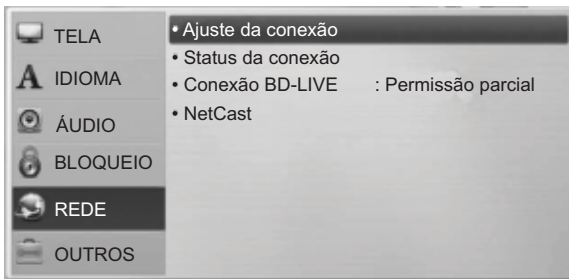 TELA
IDIOMA
ÁUDIO
BLOQUEIO
REDE
OUTROS
• Ajuste da conexão
• Status da conexão
• Conexão BD-LIVE : Permissão parcial
• NetCast